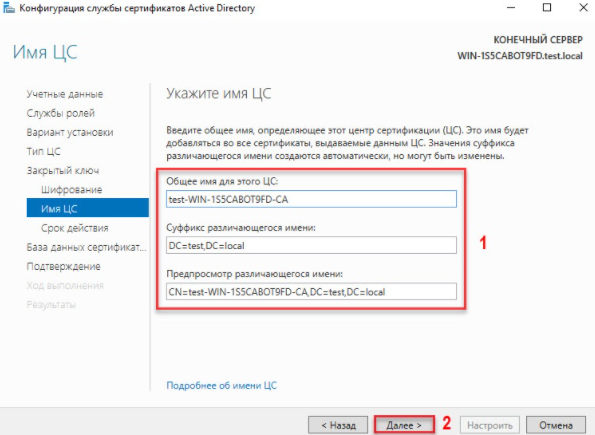 Конфигурация службы сертификатов Active Directory
Имя ЦС
КОНЕЧНЫЙ СЕРВЕР
WIN-1S5CABOT9FD.test.local
Учетные данные
Службы ролей
Вариант установки
Тип ЦС
Закрытый ключ
Шифрование
Имя ЦС
Срок действия
База данных сертификат...
Подтверждение
Ход выполнения
Результаты
Укажите имя ЦС
Введите общее имя, определяющее этот центр сертификации (ЦС). Это имя будет
добавляться во все сертификаты, выдаваемые данным ЦС. Значения суффикса
различающегося имени создаются автоматически, но могут быть изменены.
Общее имя для этого ЦС:
test-WIN-1S5CABOT9FD-CA
Суффикс различающегося имени:
DC=test,DC=local
Предпросмотр различающегося имени:
CN=test-WIN-1S5CABOT9FD-CA,DC=test,DC=local
1
Подробнее об имени ЦС
< Назад
Далее >
2
Настроить
Отмена